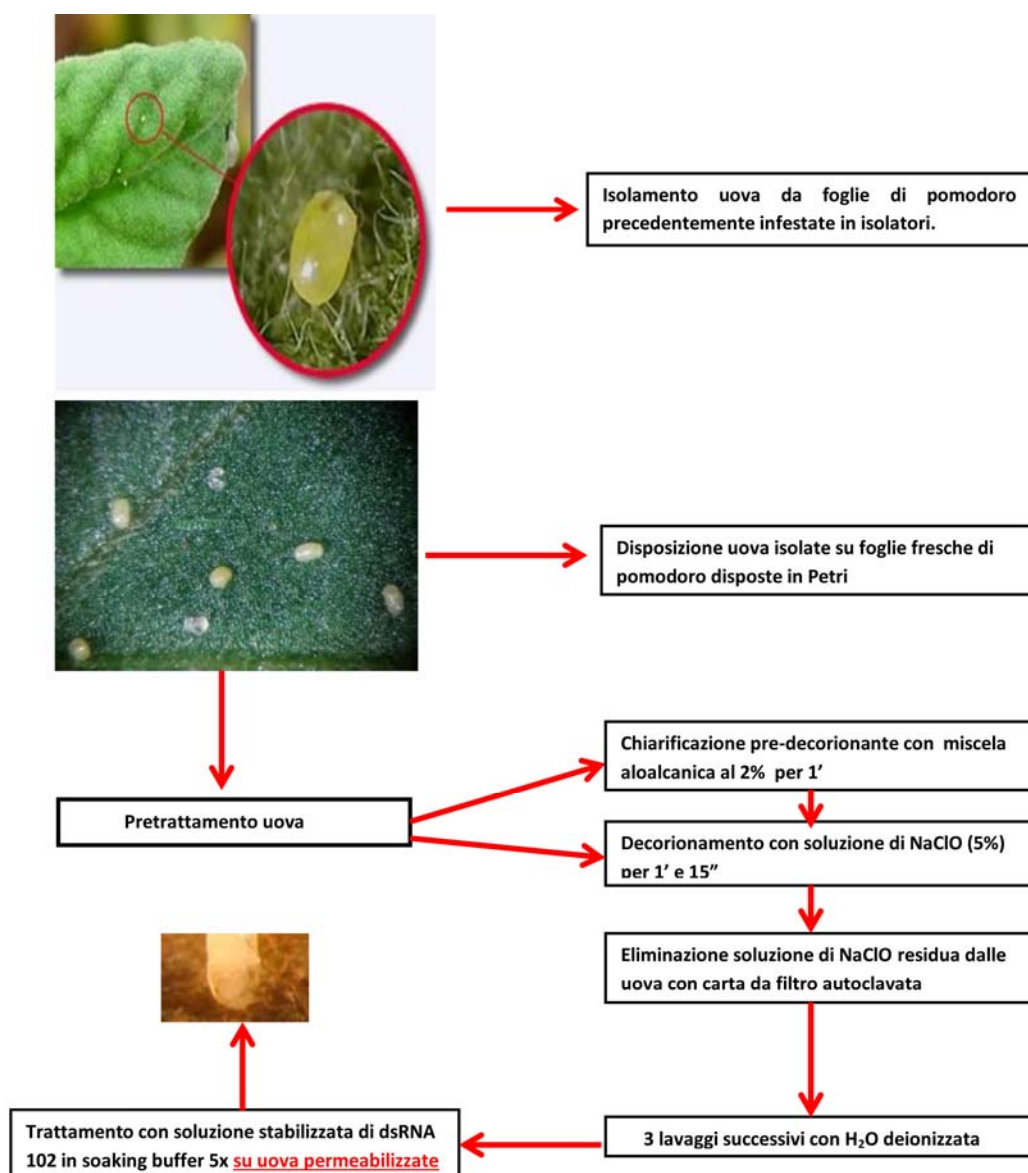 Isolamento uova da foglie di pomodoro
precedentemente infestate in isolatori.
Disposizione uova isolate su foglie fresche di
pomodoro disposte in Petri
Chiarificazione pre-decorionante con miscela
aloalcanica al 2% per 1’
Pretrattamento uova
Decorionamento con soluzione di NaClO (5%)
per 1’ e 15”
Eliminazione soluzione di NaClO residua dalle
uova con carta da filtro autoclavata
3 lavaggi successivi con H₂O deionizzata
Trattamento con soluzione stabilizzata di dsRNA
102 in soaking buffer 5x su uova permeabilizzate